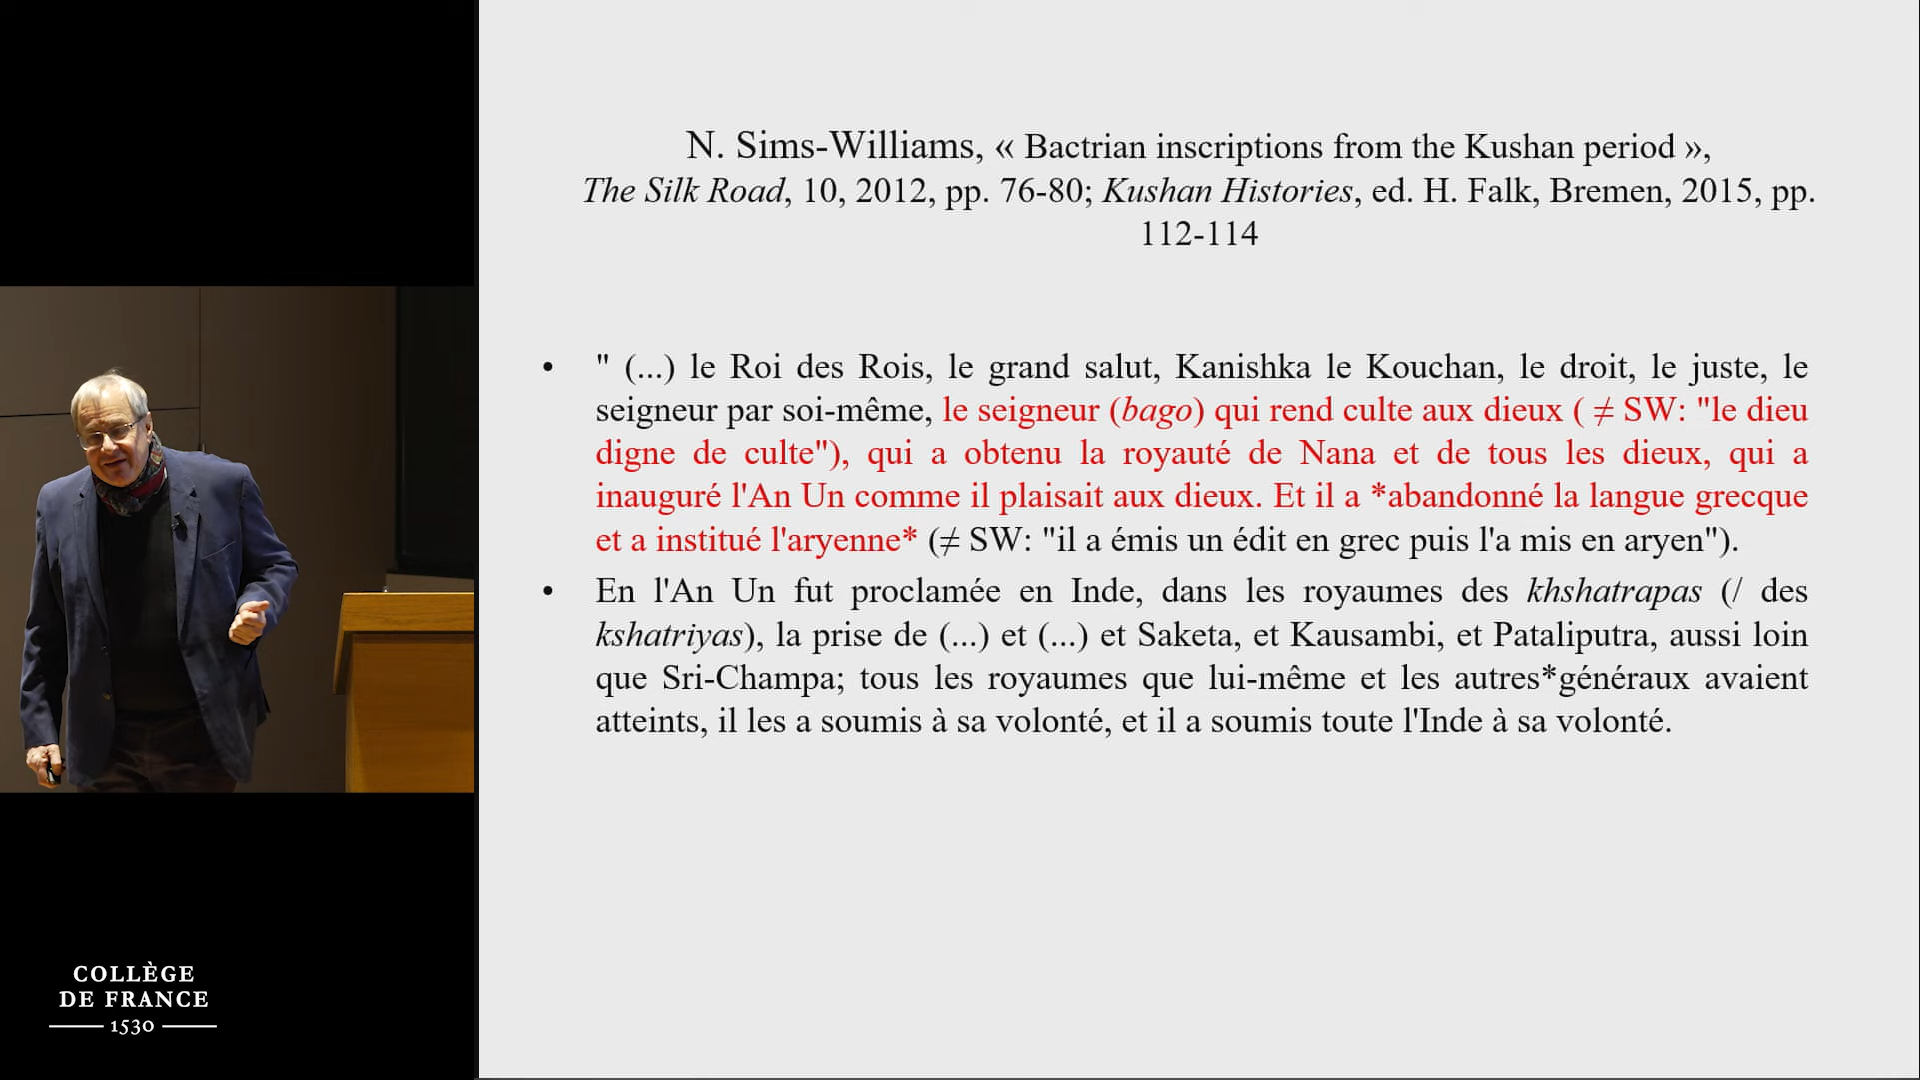 N. Sims-Williams, « Bactrian inscriptions from the Kushan period »,
The Silk Road, 10, 2012, pp. 76-80; Kushan Histories, ed. H. Falk, Bremen, 2015, pp.
112-114
• " (...) le Roi des Rois, le grand salut, Kanishka le Kouchan, le droit, le juste, le
seigneur par soi-même, le seigneur (bago) qui rend culte aux dieux ( ≠ SW: "le dieu
digne de culte"), qui a obtenu la royauté de Nana et de tous les dieux, qui a
inauguré l'An Un comme il plaisait aux dieux. Et il a *abandonné la langue grecque
et a institué l'aryenne* (≠ SW: "il a émis un édit en grec puis l'a mis en aryen").
• En l'An Un fut proclamée en Inde, dans les royaumes des khshatrapas (/ des
kshatriyas), la prise de (...) et (...) et Saketa, et Kausambi, et Pataliputra, aussi loin
que Sri-Champa; tous les royaumes que lui-même et les autres*généraux avaient
atteints, il les a soumis à sa volonté, et il a soumis toute l'Inde à sa volonté.
COLLÈGE
DE FRANCE
1530